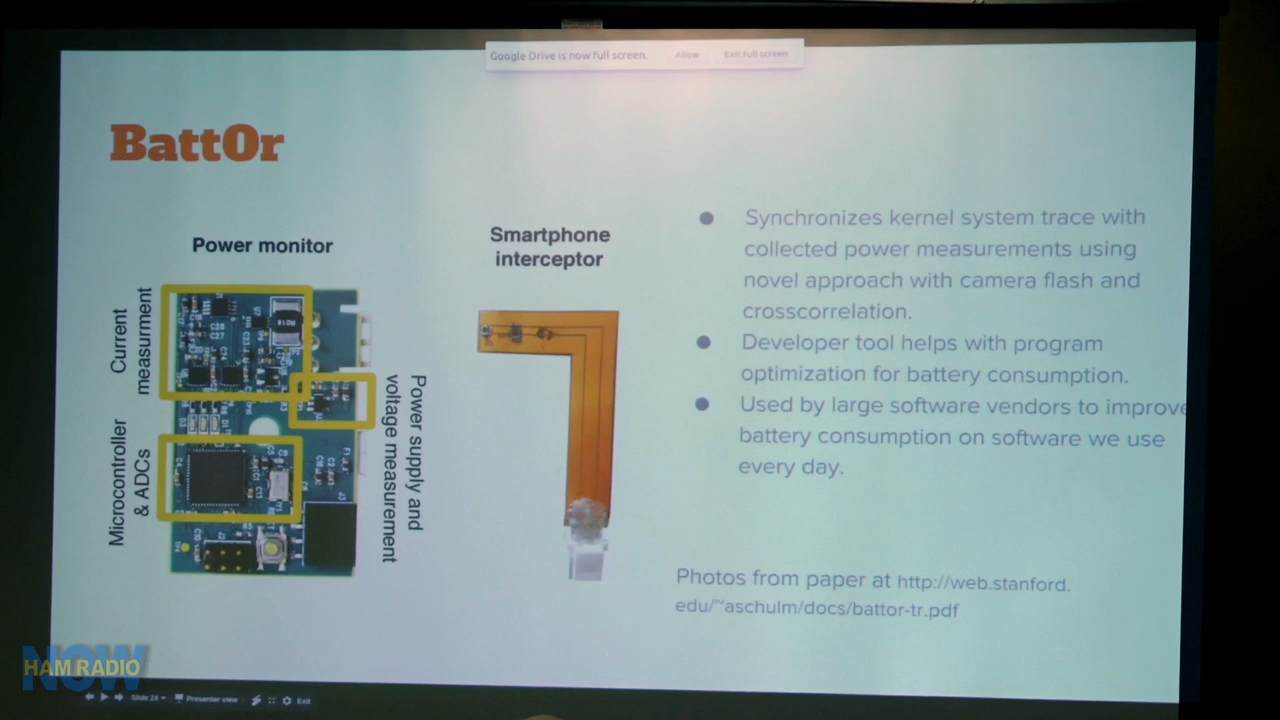 Google Drive is now full screen. Allow Exit full screen
BattOr
Power monitor
Smartphone
interceptor
Current
measurment
Microcontroller
& ADCs
Power supply and
voltage measurement
● Synchronizes kernel system trace with
collected power measurements using
novel approach with camera flash and
crosscorrelation.
● Developer tool helps with program
optimization for battery consumption.
● Used by large software vendors to improve
battery consumption on software we use
every day.
Photos from paper at http://web.stanford.
edu/~aschulm/docs/battor-tr.pdf
HAM RADIO
NOW
Slide 24 Presenter view Exit